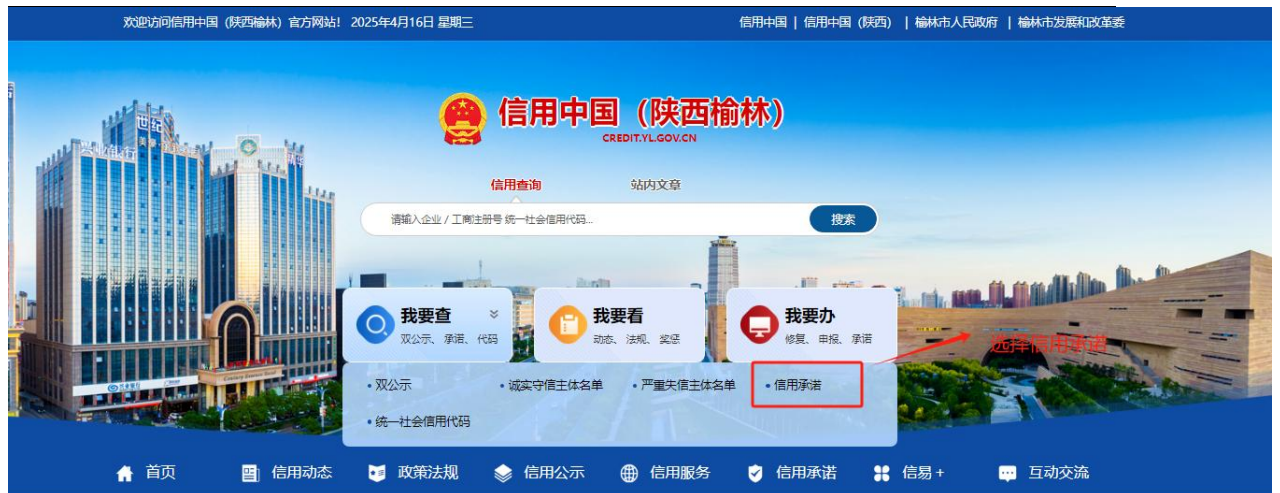 欢迎访问信用中国（陕西榆林）官方网站！ 2025年4月16日 星期三
信用中国 | 信用中国（陕西） | 榆林市人民政府 | 榆林市发展和改革委
世纪
兴业银行
信用中国（陕西榆林）
CREDIT.YL.GOV.CN
信用查询 站内文章
请输入企业 / 工商注册号 统一社会信用代码...
搜索
我要查 我要看 我要办
双公示、承诺、代码 动态、法规、奖惩 修复、申报、承诺
选择信用承诺
•双公示 •诚实守信主体名单 •严重失信主体名单 •信用承诺
•统一社会信用代码
首页 信用动态 政策法规 信用公示 信用服务 信用承诺 信易+ 互动交流